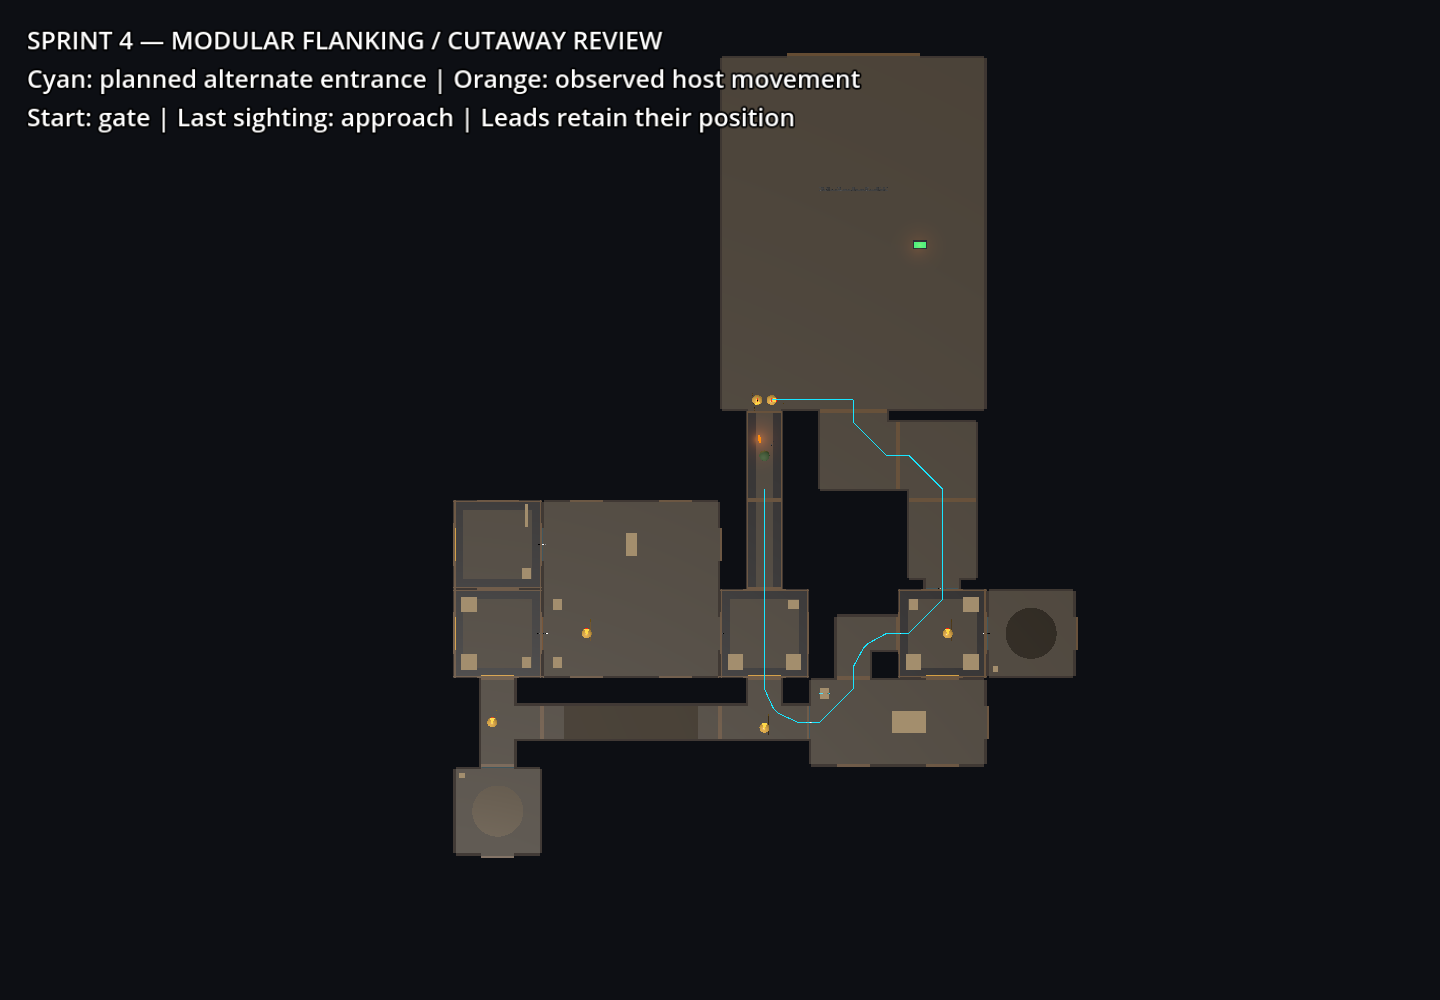 SPRINT 4 — MODULAR FLANKING / CUTAWAY REVIEW
Cyan: planned alternate entrance | Orange: observed host movement
Start: gate | Last sighting: approach | Leads retain their position